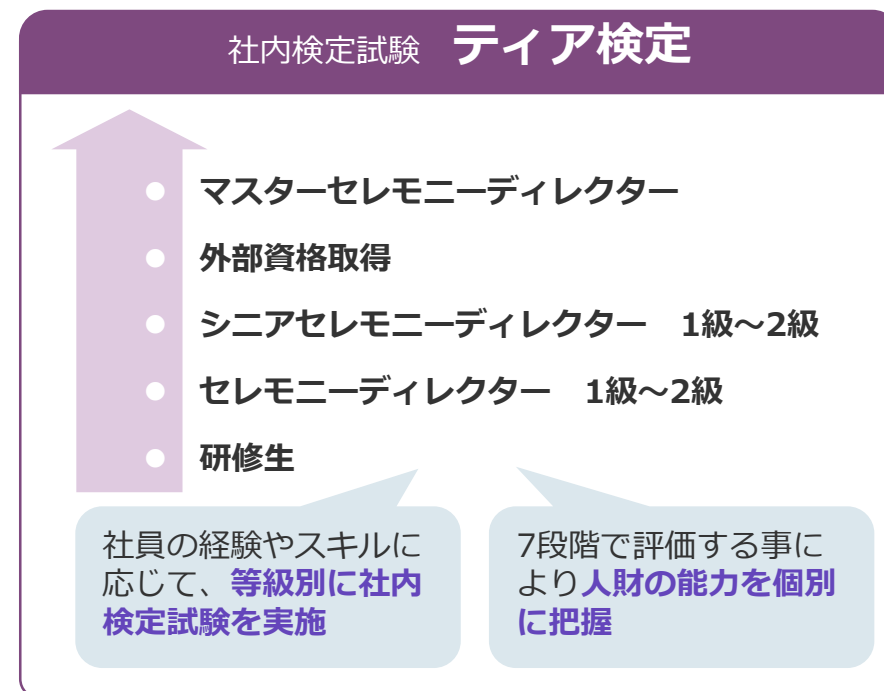 社内検定試験 ティア検定
マスターセレモニーディレクター
外部資格取得
シニアセレモニーディレクター 1級～2級
セレモニーディレクター 1級～2級
研修生
社員の経験やスキルに
応じて、等級別に社内
検定試験を実施
7段階で評価する事に
より人財の能力を個別
に把握